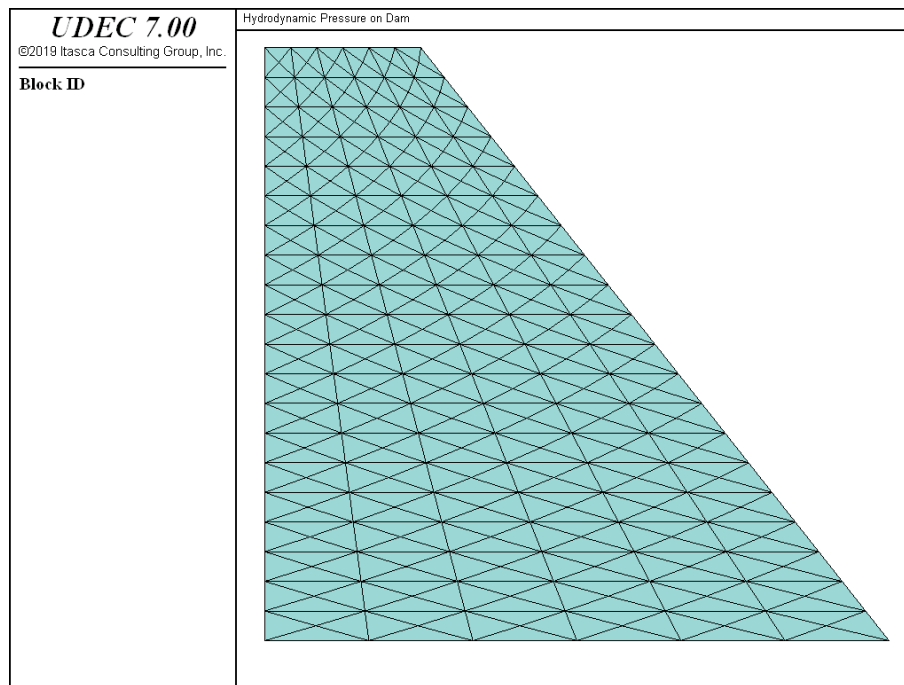 UDEC 7.00
©2019 Itasca Consulting Group, Inc.
Block ID
Hydrodynamic Pressure on Dam